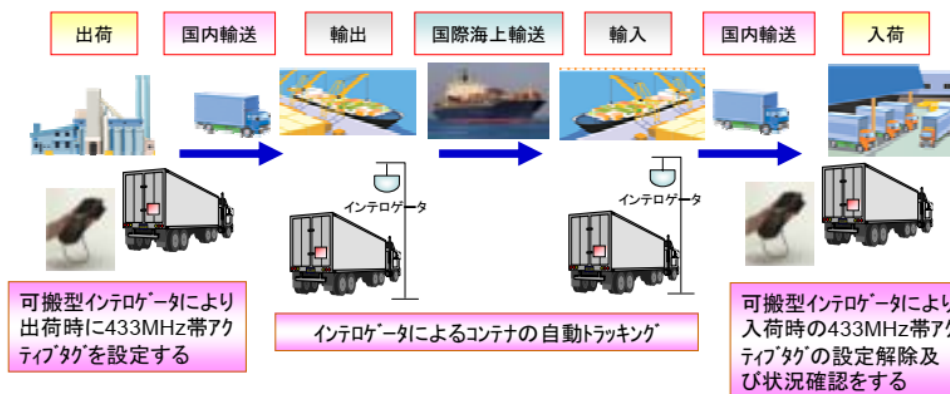 出荷
国内輸送
輸出
国際海上輸送
輸入
国内輸送
入荷
インテロゲータ
インテロゲータ
可搬型インテロゲータにより
出荷時に433MHz帯アク
ティブタグを設定する
インテロゲータによるコンテナの自動トラッキング
可搬型インテロゲータにより
入荷時の433MHz帯アク
ティブタグの設定解除及
び状況確認をする